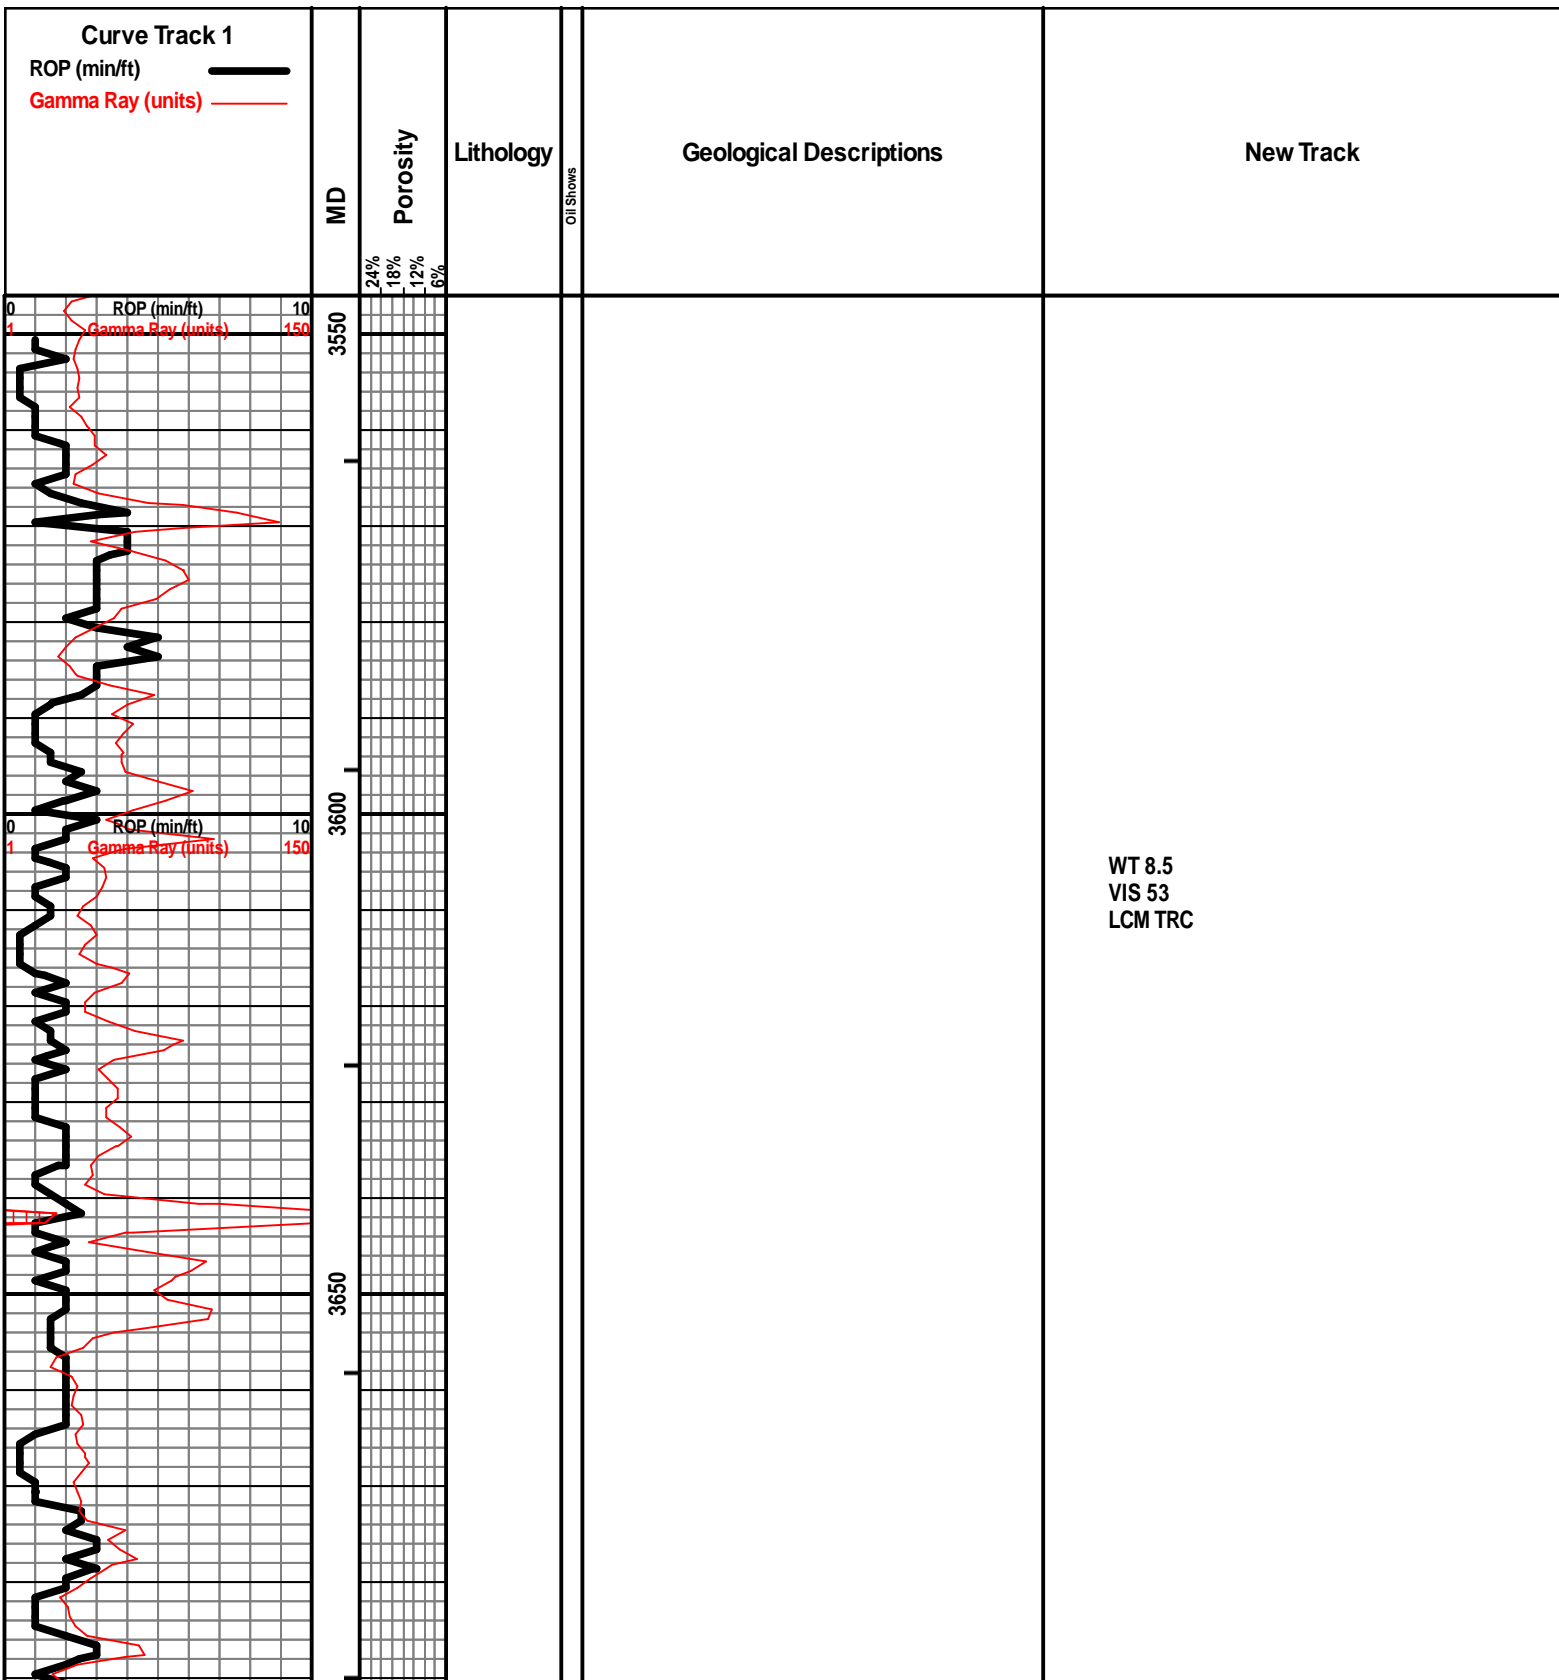 Curve Track 1
ROP (min/ft)
Gamma Ray (units)
MD
Porosity
24%
18%
12%
6%
Lithology
Oil Shows
Geological Descriptions
New Track
0 ROP (min/ft) 10
1 Gamma Ray (units) 150
3550
3600
0 ROP (min/ft) 10
1 Gamma Ray (units) 150
WT 8.5
VIS 53
LCM TRC
3650